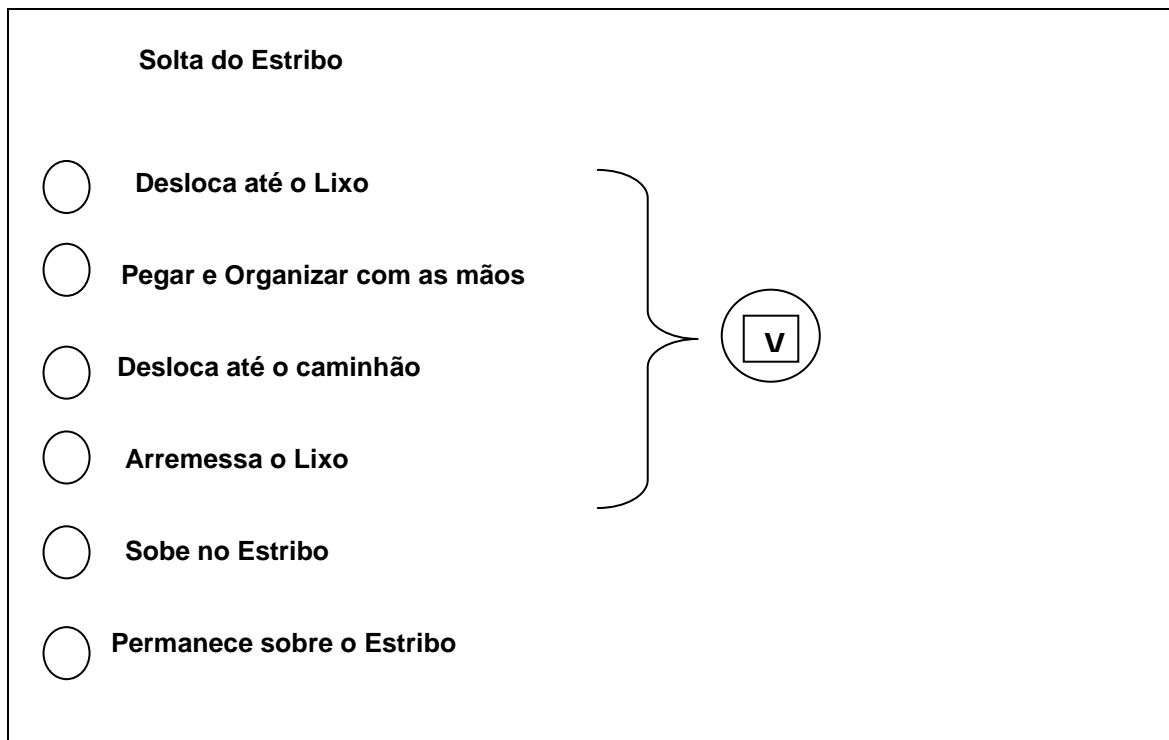 Solta do Estribo
Desloca até o Lixo
Pegar e Organizar com as mãos
V
Desloca até o caminhão
Arremessa o Lixo
Sobe no Estribo
Permanece sobre o Estribo